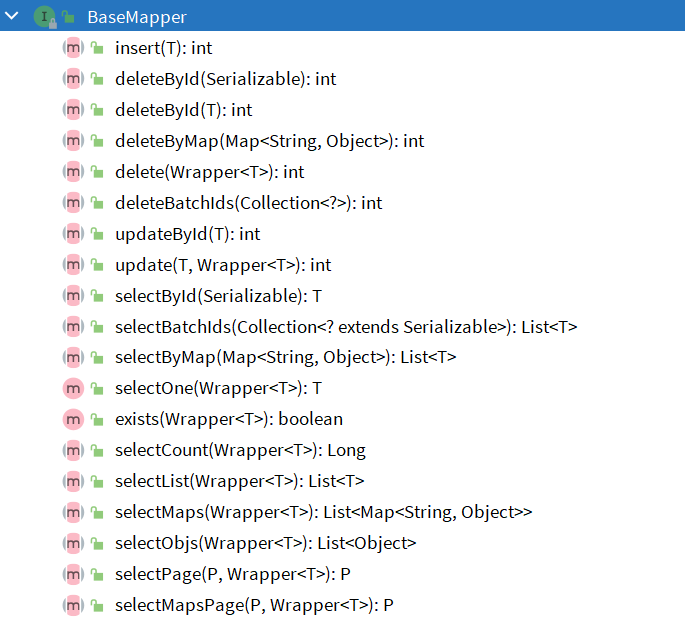 BaseMapper
insert(T): int
deleteById(Serializable): int
deleteById(T): int
deleteByMap(Map<String, Object>): int
delete(Wrapper<T>): int
deleteBatchIds(Collection<?>): int
updateById(T): int
update(T, Wrapper<T>): int
selectById(Serializable): T
selectBatchIds(Collection<? extends Serializable>): List<T>
selectByMap(Map<String, Object>): List<T>
selectOne(Wrapper<T>): T
exists(Wrapper<T>): boolean
selectCount(Wrapper<T>): Long
selectList(Wrapper<T>): List<T>
selectMaps(Wrapper<T>): List<Map<String, Object>>
selectObjs(Wrapper<T>): List<Object>
selectPage(P, Wrapper<T>): P
selectMapsPage(P, Wrapper<T>): P